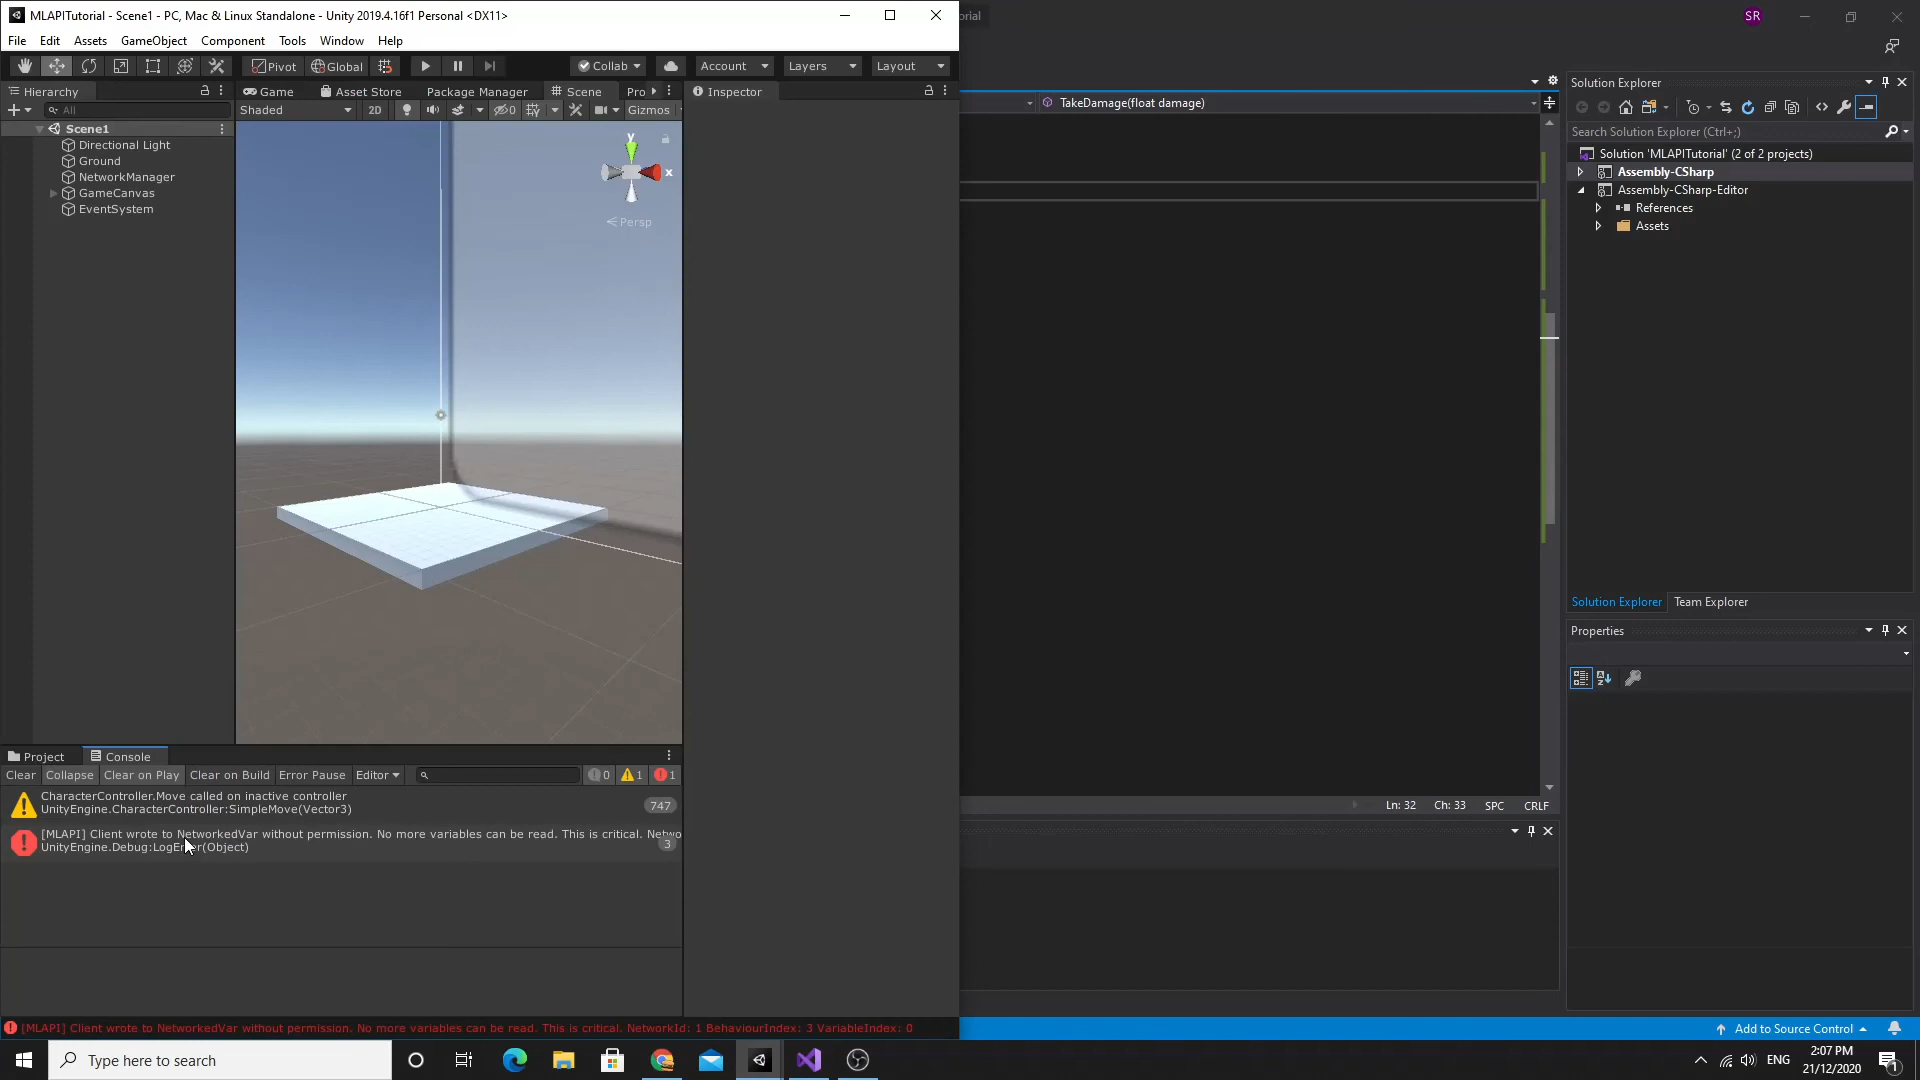 MLAPITutorial - Scene1 - PC, Mac & Linux Standalone - Unity 2019.4.16f1 Personal <DX11>
orial
SR
File Edit Assets GameObject Component Tools Window Help
Pivot Global Collab Account Layers Layout
Hierarchy
Game Asset Store Package Manager Scene Pro
Inspector
All
Shaded 2D 0 Gizmos
Scene1
Directional Light
Ground
NetworkManager
GameCanvas
EventSystem
y
x
Persp
TakeDamage(float damage)
Solution Explorer
Search Solution Explorer (Ctrl+;)
Solution 'MLAPITutorial' (2 of 2 projects)
Assembly-CSharp
Assembly-CSharp-Editor
References
Assets
Solution Explorer Team Explorer
Properties
Project Console
Clear Collapse Clear on Play Clear on Build Error Pause Editor 0 1 1
CharacterController.Move called on inactive controller
UnityEngine.CharacterController:SimpleMove(Vector3)
747
[MLAPI] Client wrote to NetworkedVar without permission. No more variables can be read. This is critical. Netwo
UnityEngine.Debug:LogError(Object)
3
Ln: 32 Ch: 33 SPC CRLF
[MLAPI] Client wrote to NetworkedVar without permission. No more variables can be read. This is critical. NetworkId: 1 BehaviourIndex: 3 VariableIndex: 0
Add to Source Control
Type here to search
ENG
2:07 PM
21/12/2020
1